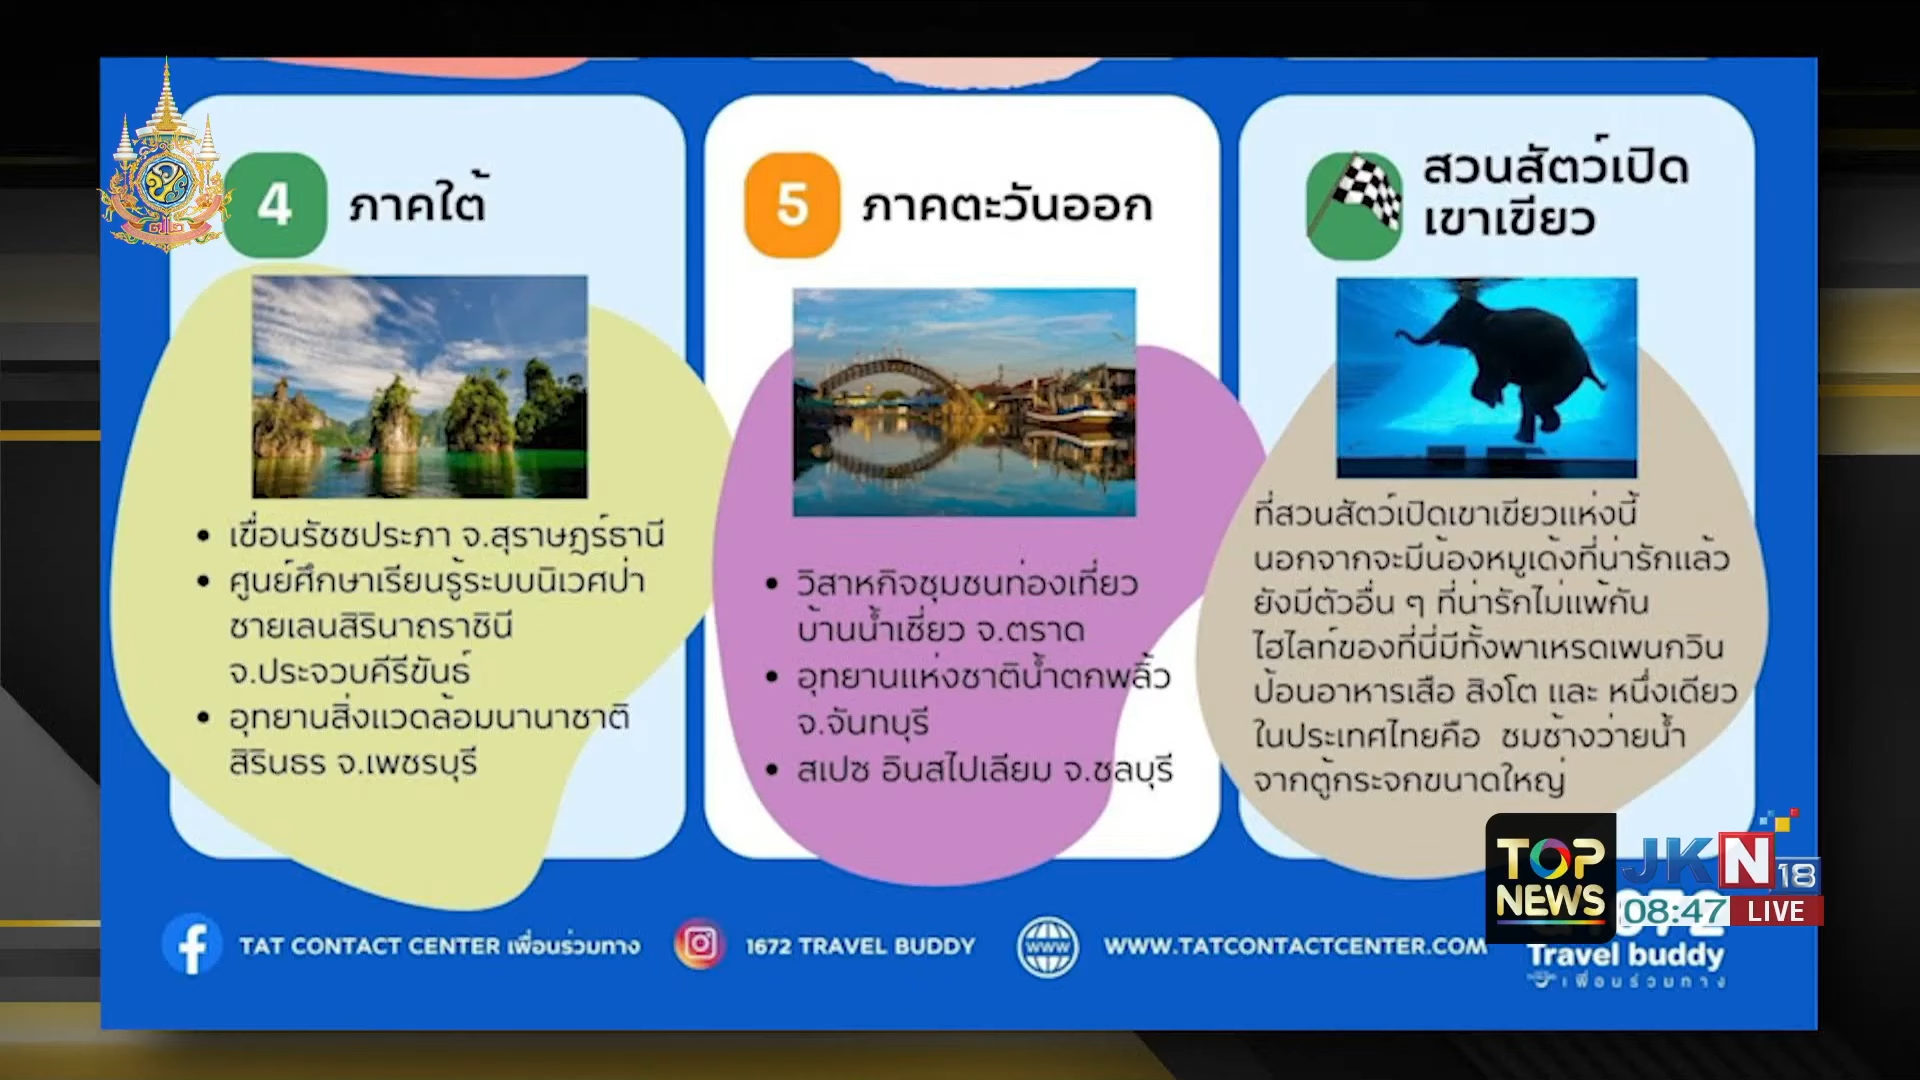 4
ภาคใต้
เขื่อนรัชชประภา จ.สุราษฎร์ธานี
ศูนย์ศึกษาเรียนรู้ระบบนิเวศป่า
ชายเลนสิรินาถราชินี
จ.ประจวบคีรีขันธ์
อุทยานสิ่งแวดล้อมนานาชาติ
สิรินธร จ.เพชรบุรี
5
ภาคตะวันออก
วิสาหกิจชุมชนท่องเที่ยว
บ้านน้ำเชี่ยว จ.ตราด
อุทยานแห่งชาติน้ำตกพลิ้ว
จ.จันทบุรี
สเปซ อินสไปเลียม จ.ชลบุรี
สวนสัตว์เปิด
เขาเขียว
ที่สวนสัตว์เปิดเขาเขียวแห่งนี้
นอกจากจะมีน้องหมูเด้งที่น่ารักแล้ว
ยังมีตัวอื่น ๆ ที่น่ารักไม่แพ้กัน
ไฮไลท์ของที่นี่มีทั้งพาเหรดเพนกวิน
ป้อนอาหารเสือ สิงโต และ หนึ่งเดียว
ในประเทศไทยคือ ชมช้างว่ายน้ำ
จากตู้กระจกขนาดใหญ่
TAT CONTACT CENTER เพื่อนร่วมทาง
1672 TRAVEL BUDDY
WWW
WWW.TATCONTACTCENTER.COM
TOP
NEWS
JKN 18
08:47 LIVE
Travel buddy
เพื่อนร่วมทาง